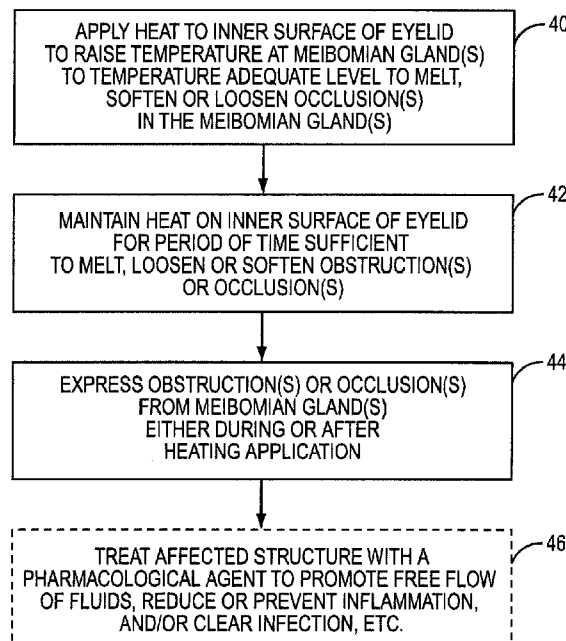 APPLY HEAT TO INNER SURFACE OF EYELID
TO RAISE TEMPERATURE AT MEIBOMIAN GLAND(S)
TO TEMPERATURE ADEQUATE LEVEL TO MELT,
SOFTEN OR LOOSEN OCCLUSION(S)
IN THE MEIBOMIAN GLAND(S)
40
MAINTAIN HEAT ON INNER SURFACE OF EYELID
FOR PERIOD OF TIME SUFFICIENT
TO MELT, LOOSEN OR SOFTEN OBSTRUCTION(S)
OR OCCLUSION(S)
42
EXPRESS OBSTRUCTION(S) OR OCCLUSION(S)
FROM MEIBOMIAN GLAND(S)
EITHER DURING OR AFTER
HEATING APPLICATION
44
TREAT AFFECTED STRUCTURE WITH A
PHARMACOLOGICAL AGENT TO PROMOTE FREE FLOW
OF FLUIDS, REDUCE OR PREVENT INFLAMMATION,
AND/OR CLEAR INFECTION, ETC.
46